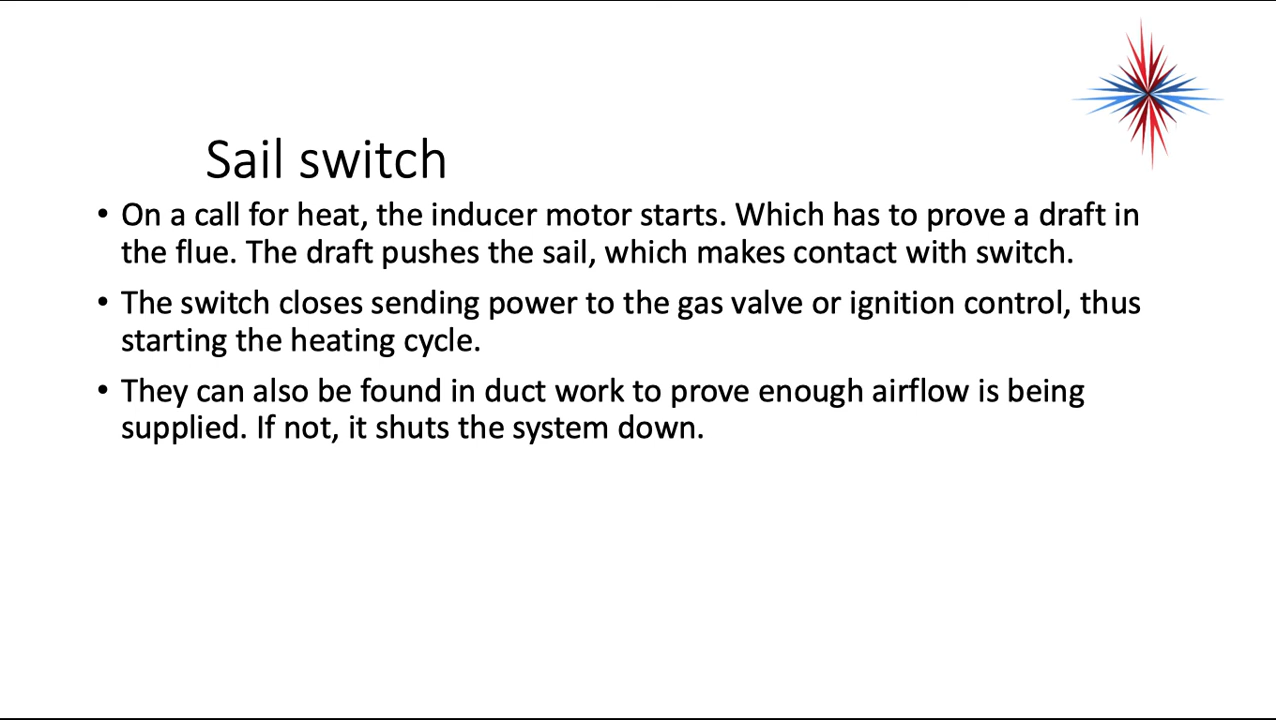 Sail switch
• On a call for heat, the inducer motor starts. Which has to prove a draft in
the flue. The draft pushes the sail, which makes contact with switch.
• The switch closes sending power to the gas valve or ignition control, thus
starting the heating cycle.
• They can also be found in duct work to prove enough airflow is being
supplied. If not, it shuts the system down.